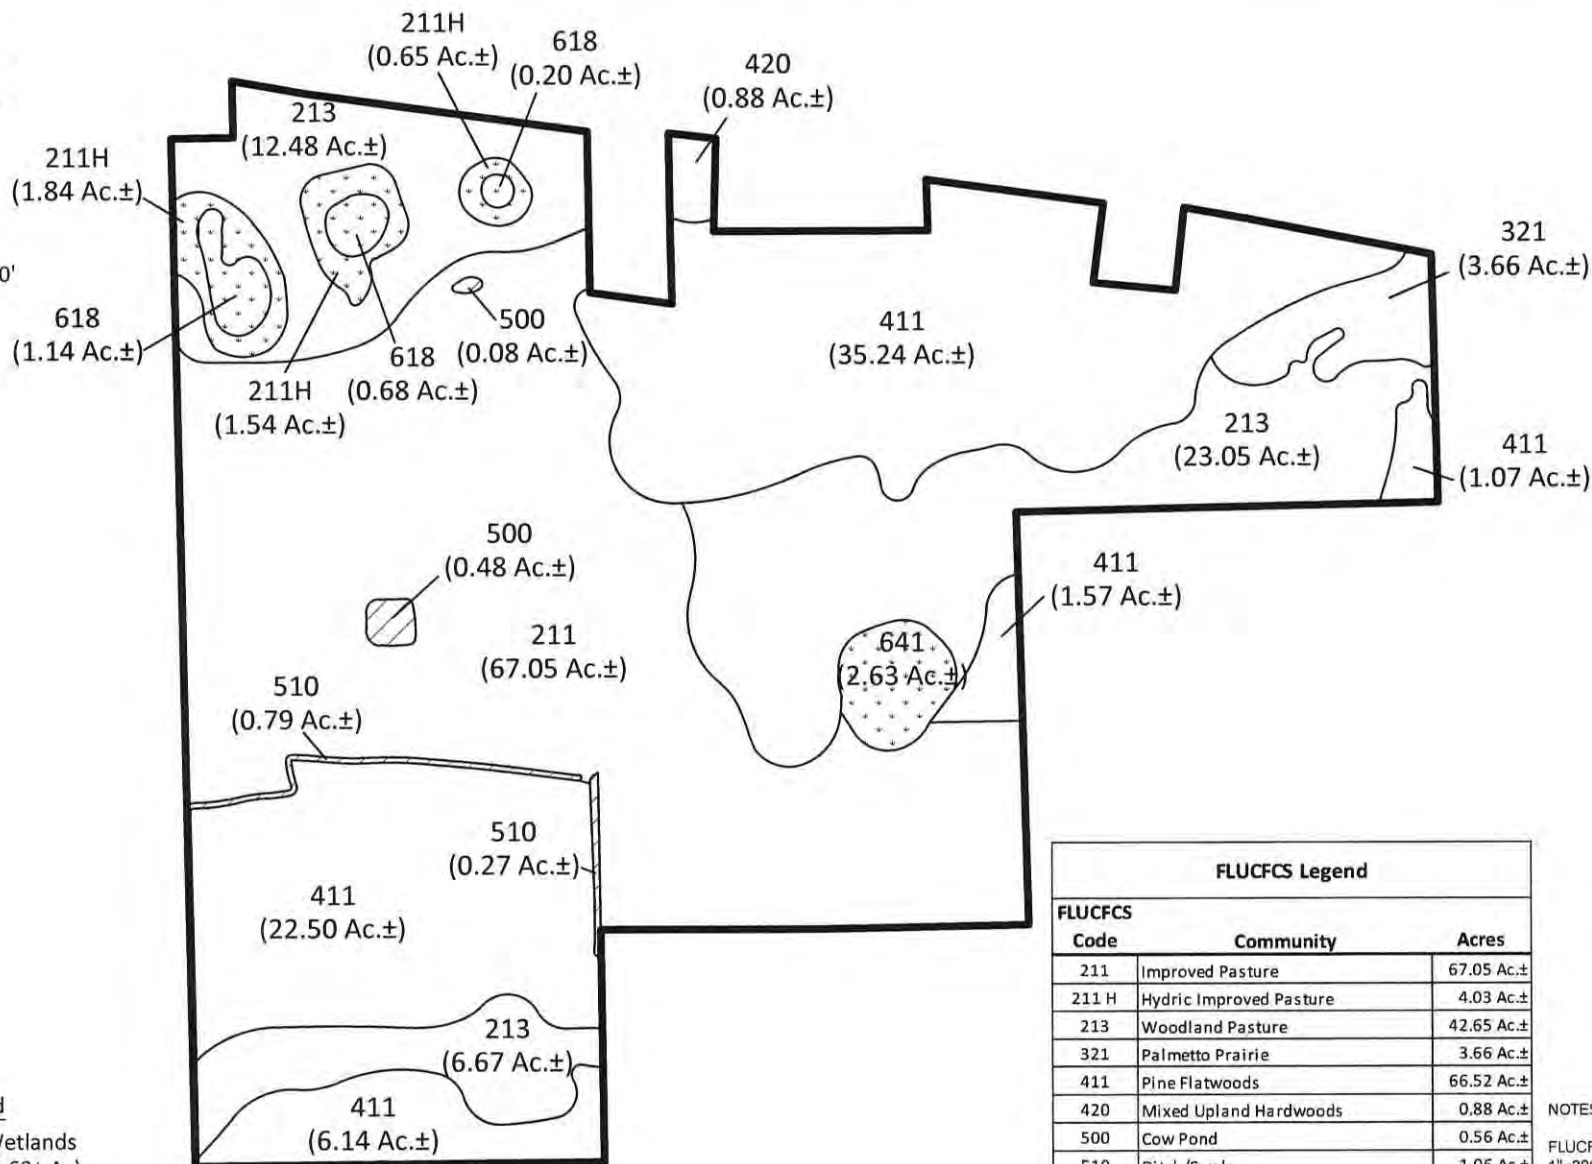 211H
(0.65 Ac.±)
618
(0.20 Ac.±)
420
(0.88 Ac.±)
213
(12.48 Ac.±)
211H
(1.84 Ac.±)
321
(3.66 Ac.±)
0'
618
(1.14 Ac.±)
500
(0.08 Ac.±)
411
(35.24 Ac.±)
618
(0.68 Ac.±)
211H
(1.54 Ac.±)
213
(23.05 Ac.±)
411
(1.07 Ac.±)
500
(0.48 Ac.±)
411
(1.57 Ac.±)
211
(67.05 Ac.±)
641
(2.63 Ac.±)
510
(0.79 Ac.±)
510
(0.27 Ac.±)
411
(22.50 Ac.±)
213
(6.67 Ac.±)
411
(6.14 Ac.±)
FLUCFCS Legend
FLUCFCS
Code Community Acres
211 Improved Pasture 67.05 Ac.±
211 H Hydric Improved Pasture 4.03 Ac.±
213 Woodland Pasture 42.65 Ac.±
321 Palmetto Prairie 3.66 Ac.±
411 Pine Flatwoods 66.52 Ac.±
420 Mixed Upland Hardwoods 0.88 Ac.±
500 Cow Pond 0.56 Ac.±
NOTES
FLUCF